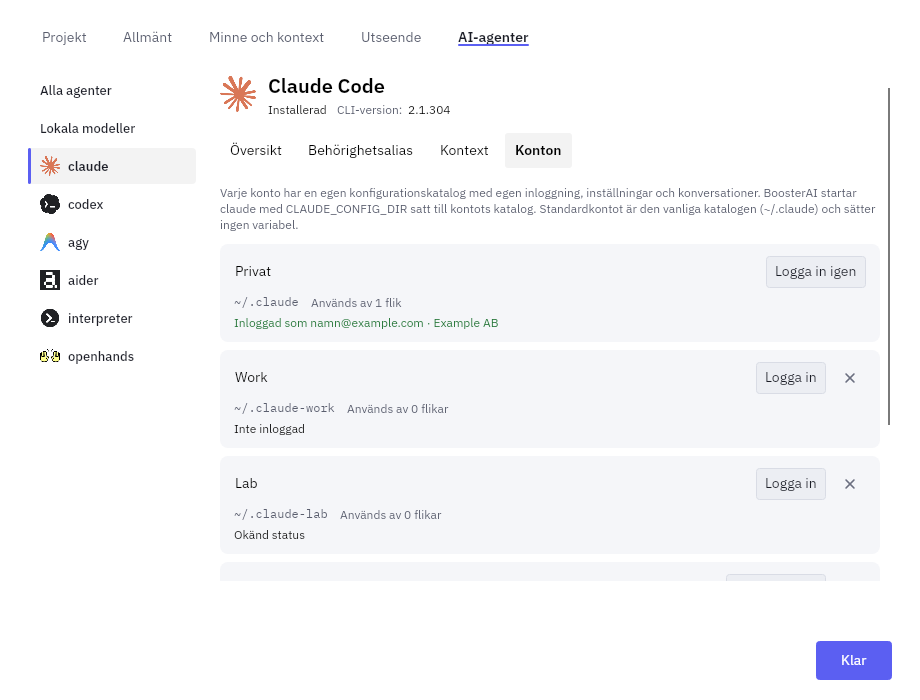 Projekt
Allmänt
Minne och kontext
Utseende
AI-agenter
Alla agenter
Lokala modeller
claude
codex
agy
aider
interpreter
openhands
Claude Code
Installerad CLI-version: 2.1.304
Översikt
Behörighetsalias
Kontext
Konton
Varje konto har en egen konfigurationskatalog med egen inloggning, inställningar och konversationer. BoosterAI startar
claude med CLAUDE_CONFIG_DIR satt till kontots katalog. Standardkontot är den vanliga katalogen (~/.claude) och sätter
ingen variabel.
Privat
Logga in igen
~/.claude Används av 1 flik
Inloggad som namn@example.com · Example AB
Work
Logga in
~/.claude-work Används av 0 flikar
Inte inloggad
Lab
Logga in
~/.claude-lab Används av 0 flikar
Okänd status
Klar